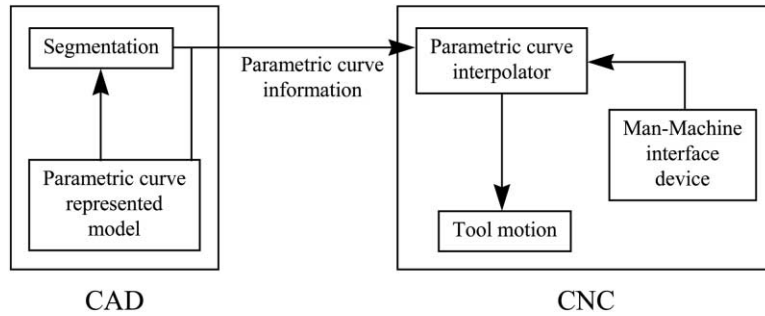 Segmentation
Parametric curve
represented
model
CAD
Parametric curve
information
Parametric curve
interpolator
Man-Machine
interface
device
Tool motion
CNC